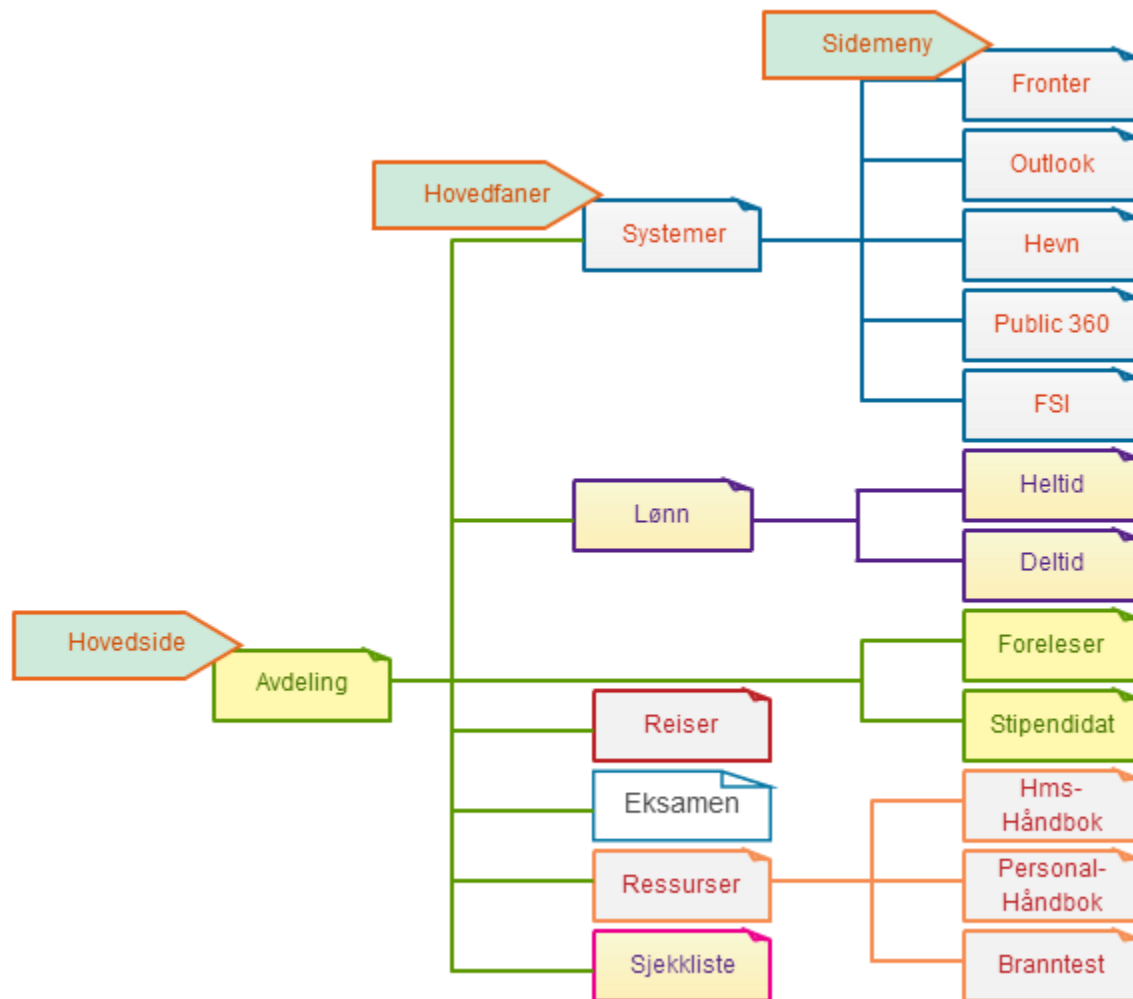 Sidemeny
Fronter
Outlook
Hovedfaner
Systemer
Hevn
Public 360
FSI
Heltid
Lønn
Deltid
Hovedside
Foreleser
Avdeling
Stipendidat
Reiser
Eksamen
Hms-
Håndbok
Ressurser
Personal-
Håndbok
Sjekkliste
Branntest